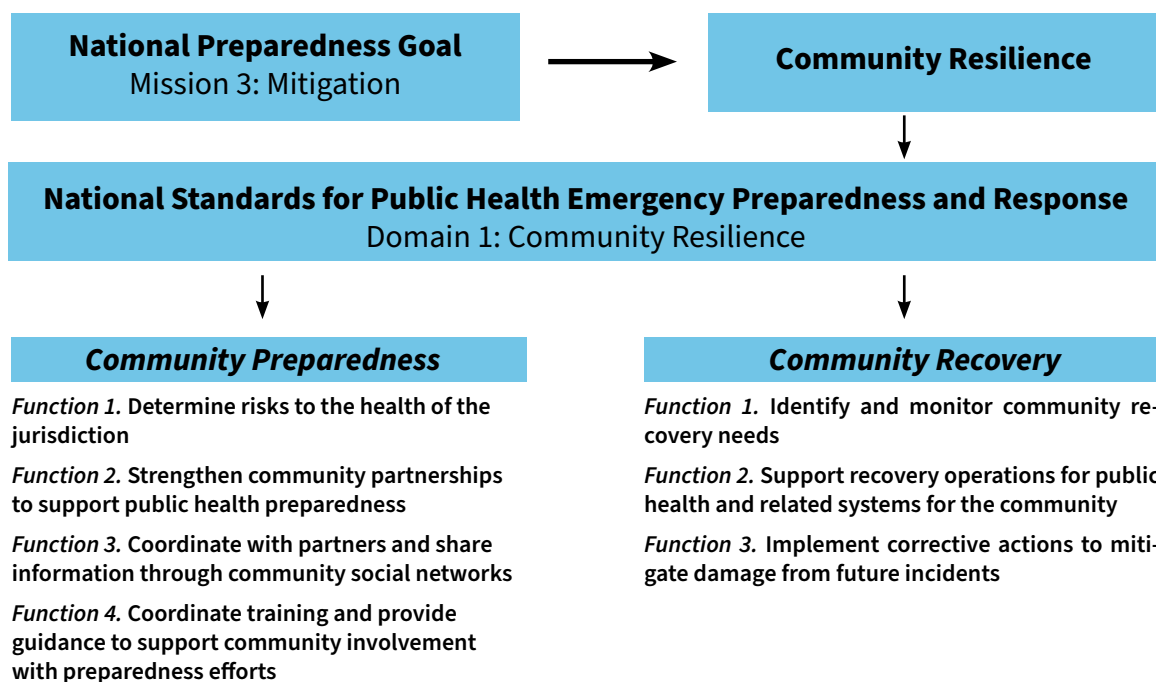 National Preparedness Goal
Mission 3: Mitigation
Community Resilience
National Standards for Public Health Emergency Preparedness and Response
Domain 1: Community Resilience
Community Preparedness
Function 1. Determine risks to the health of the
jurisdiction
Function 2. Strengthen community partnerships
to support public health preparedness
Function 3. Coordinate with partners and share
information through community social networks
Function 4. Coordinate training and provide
guidance to support community involvement
with preparedness efforts
Community Recovery
Function 1. Identify and monitor community re-
covery needs
Function 2. Support recovery operations for public
health and related systems for the community
Function 3. Implement corrective actions to miti-
gate damage from future incidents